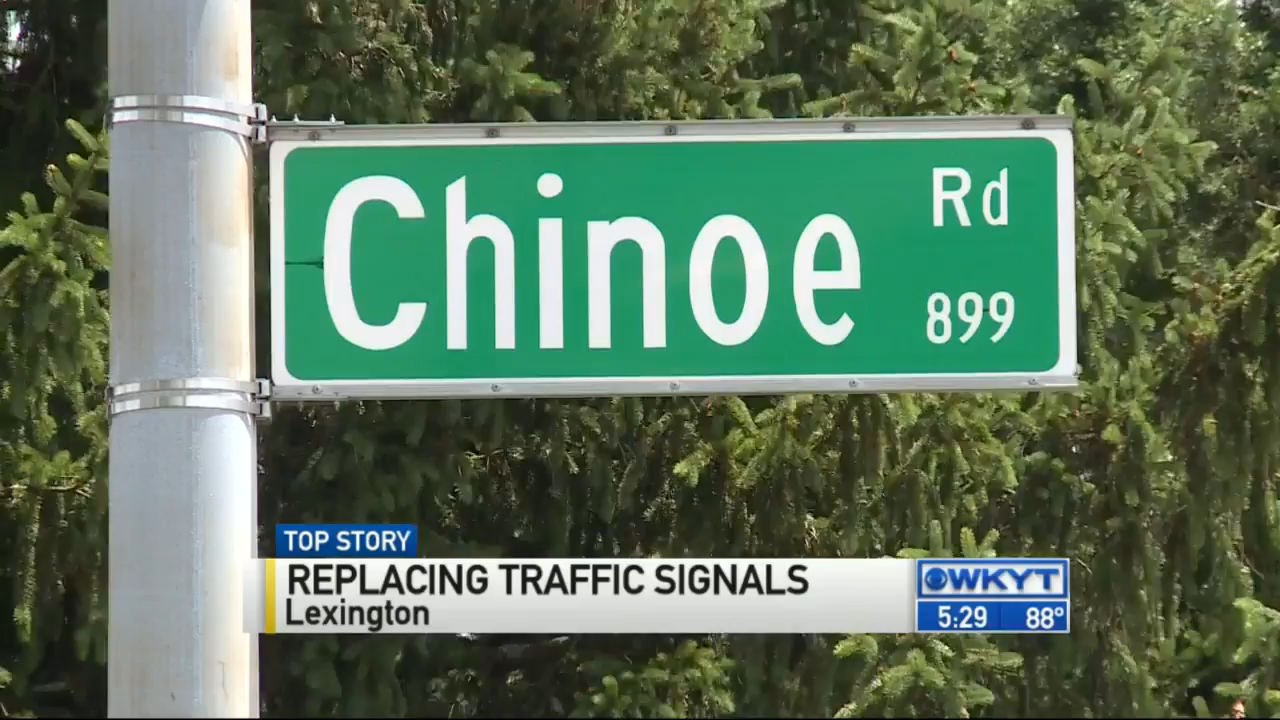 Chinoe Rd
899
TOP STORY
REPLACING TRAFFIC SIGNALS
Lexington
WKYT
5:29 88°